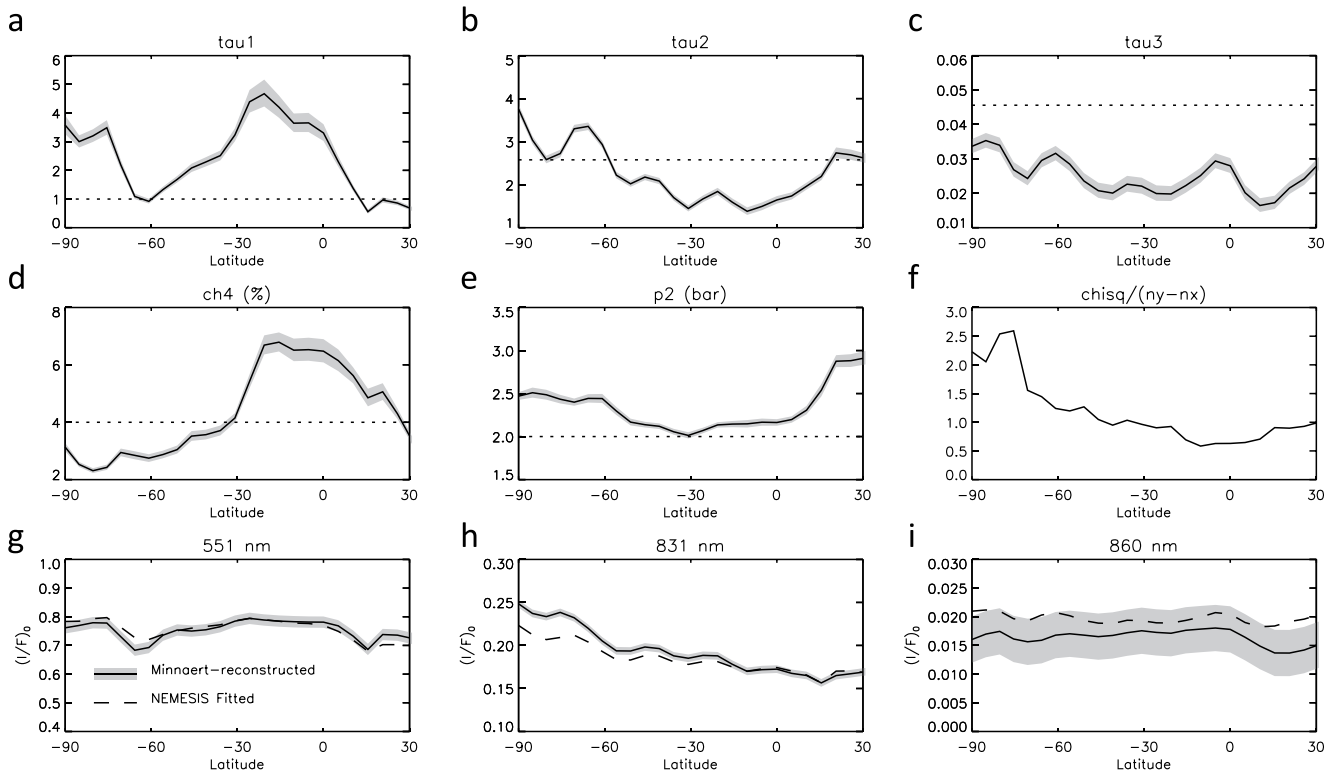 a
tau1
6
5
4
3
2
1
0
−90 −60 −30 0 30
Latitude
b
tau2
5
4
3
2
1
−90 −60 −30 0 30
Latitude
c
tau3
0.06
0.05
0.04
0.03
0.02
0.01
−90 −60 −30 0 30
Latitude
d
ch4 (%)
8
6
4
2
−90 −60 −30 0 30
Latitude
e
p2 (bar)
3.5
3.0
2.5
2.0
1.5
−90 −60 −30 0 30
Latitude
f
chisq/(ny−nx)
3.0
2.5
2.0
1.5
1.0
0.5
0.0
−90 −60 −30 0 30
Latitude
g
551 nm
(I/F)₀
1.0
0.9
0.8
0.7
0.6
0.5
0.4
Minnaert−reconstructed
NEMESIS Fitted
−90 −60 −30 0 30
Latitude
h
831 nm
(I/F)₀
0.30
0.25
0.20
0.15
0.10
−90 −60 −30 0 30
Latitude
i
860 nm
(I/F)₀
0.030
0.025
0.020
0.015
0.010
0.005
0.000
−90 −60 −30 0 30
Latitude